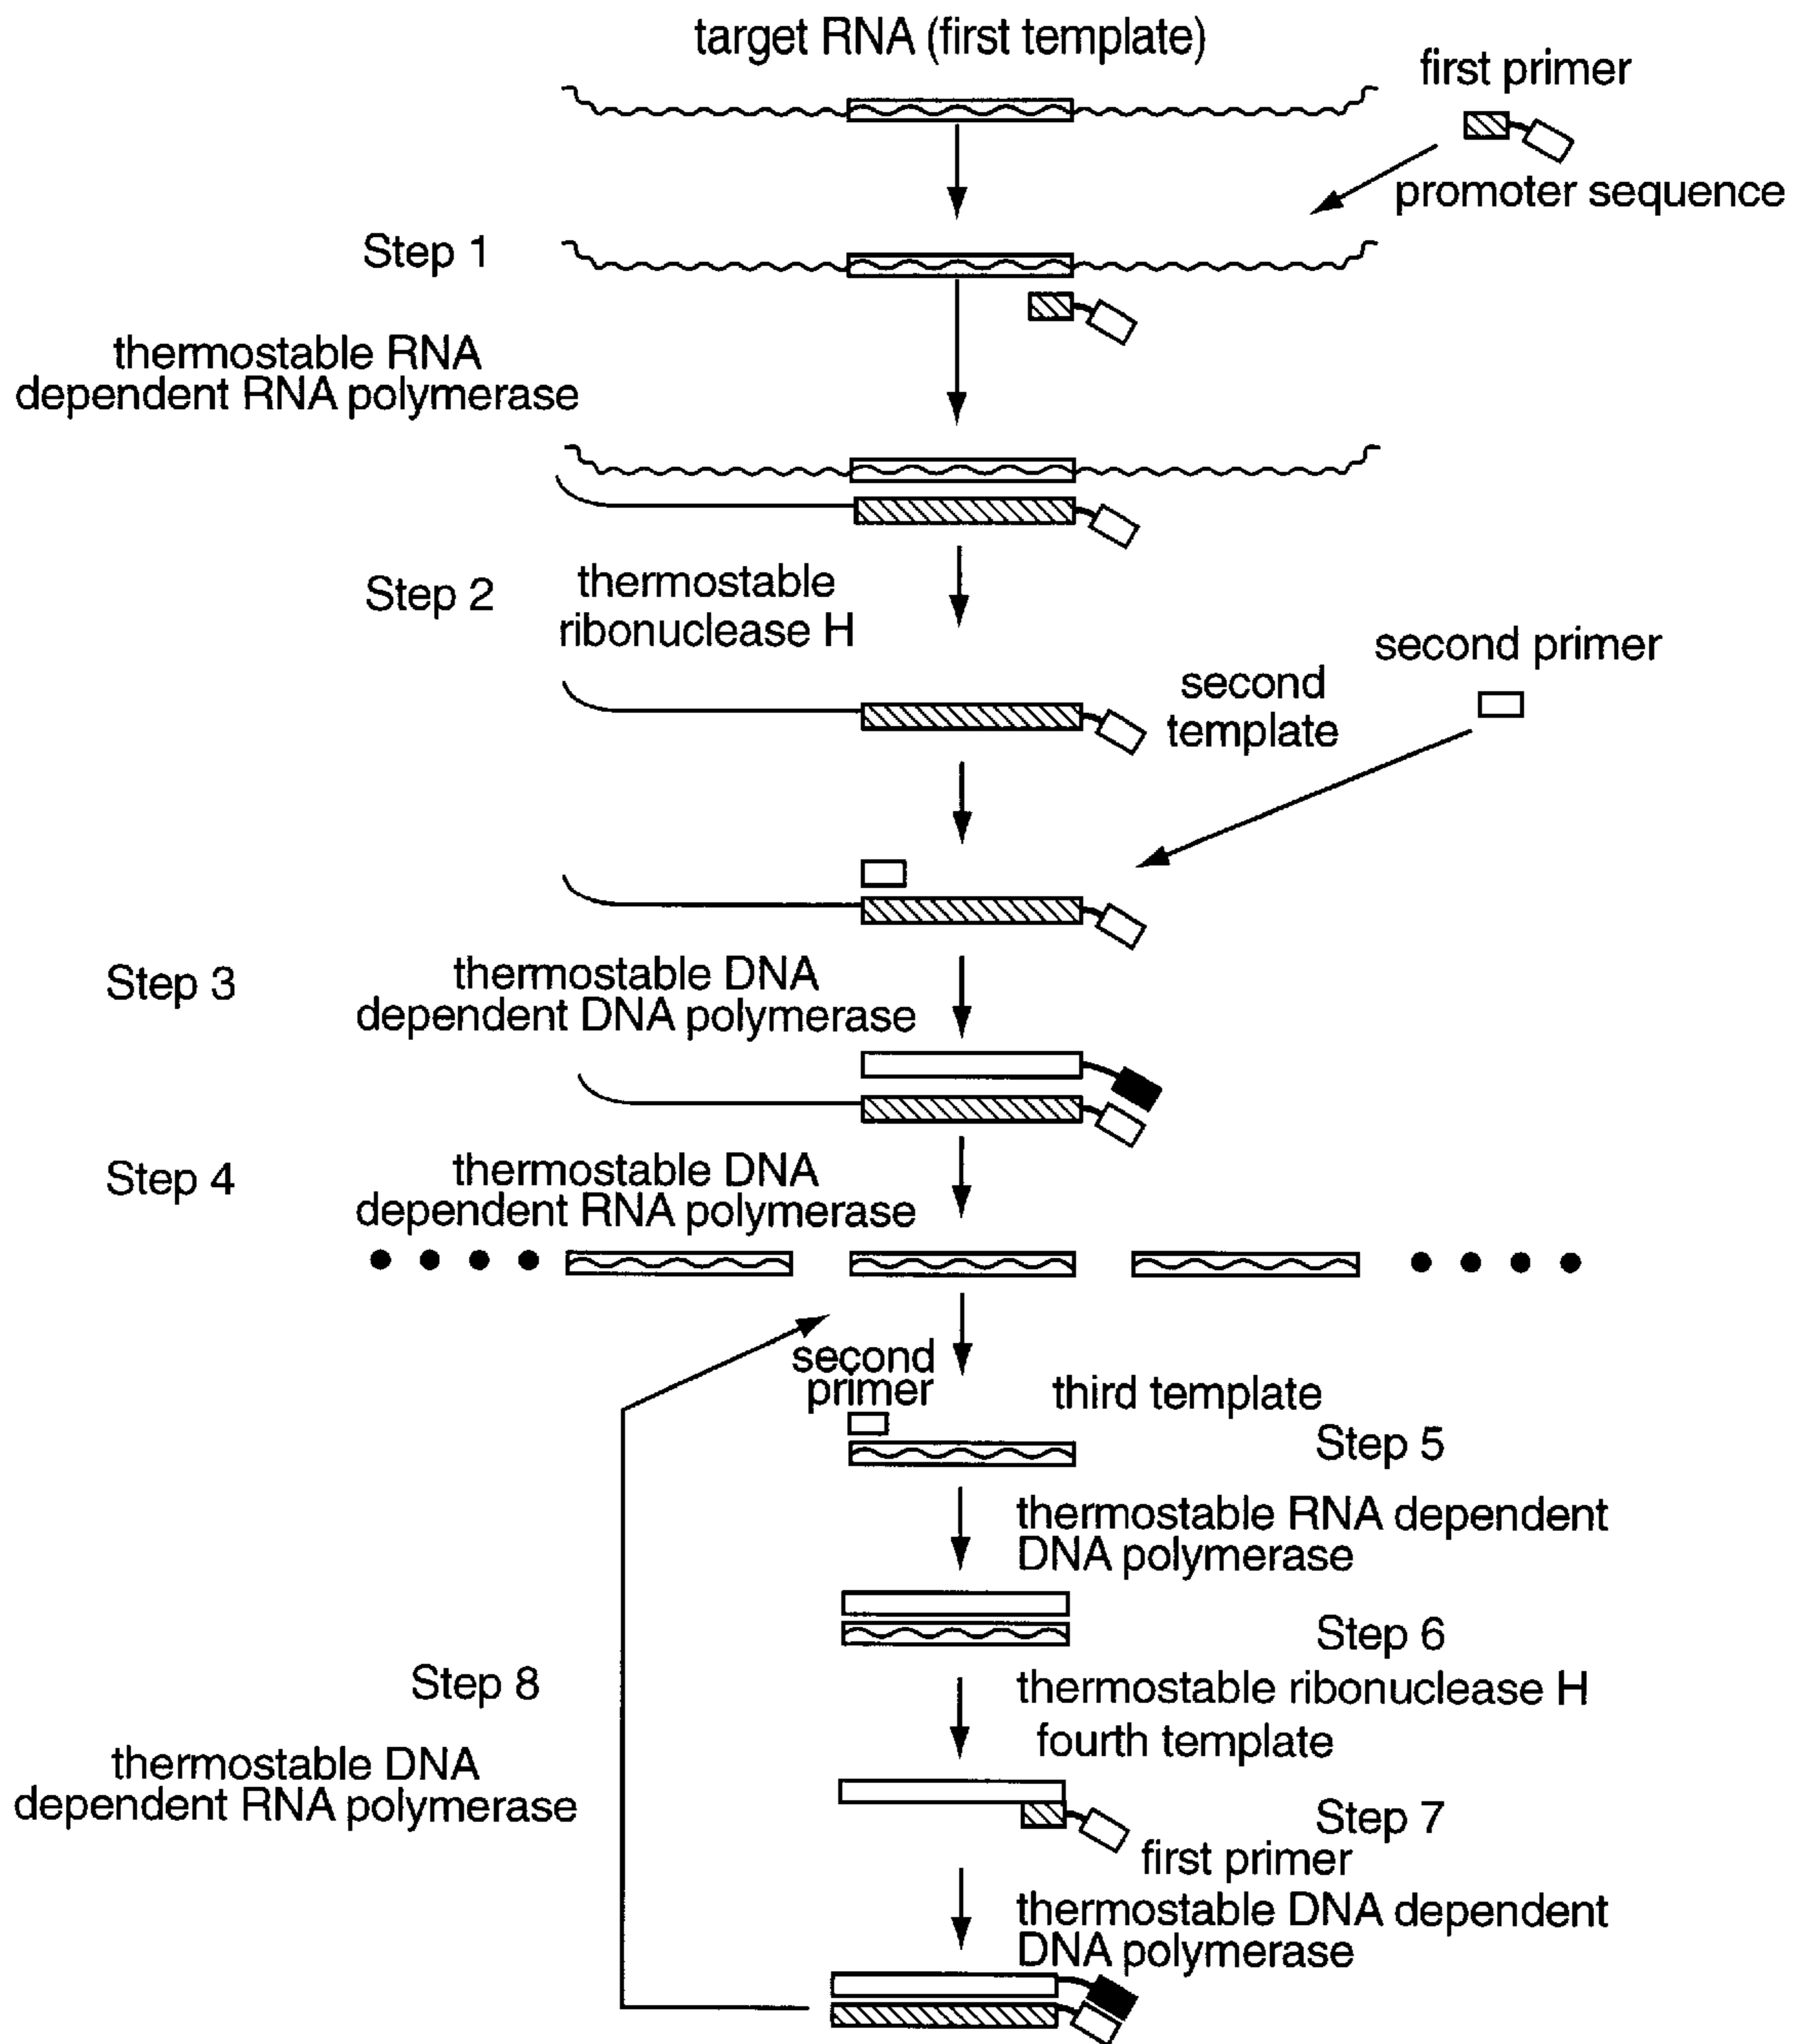 target RNA (first template)
first primer
promoter sequence
Step 1
thermostable RNA
dependent RNA polymerase
Step 2
thermostable
ribonuclease H
second primer
second
template
Step 3
thermostable DNA
dependent DNA polymerase
Step 4
thermostable DNA
dependent RNA polymerase
second
primer
third template
Step 5
thermostable RNA dependent
DNA polymerase
Step 6
thermostable ribonuclease H
fourth template
Step 7
first primer
thermostable DNA dependent
DNA polymerase
Step 8
thermostable DNA
dependent RNA polymerase